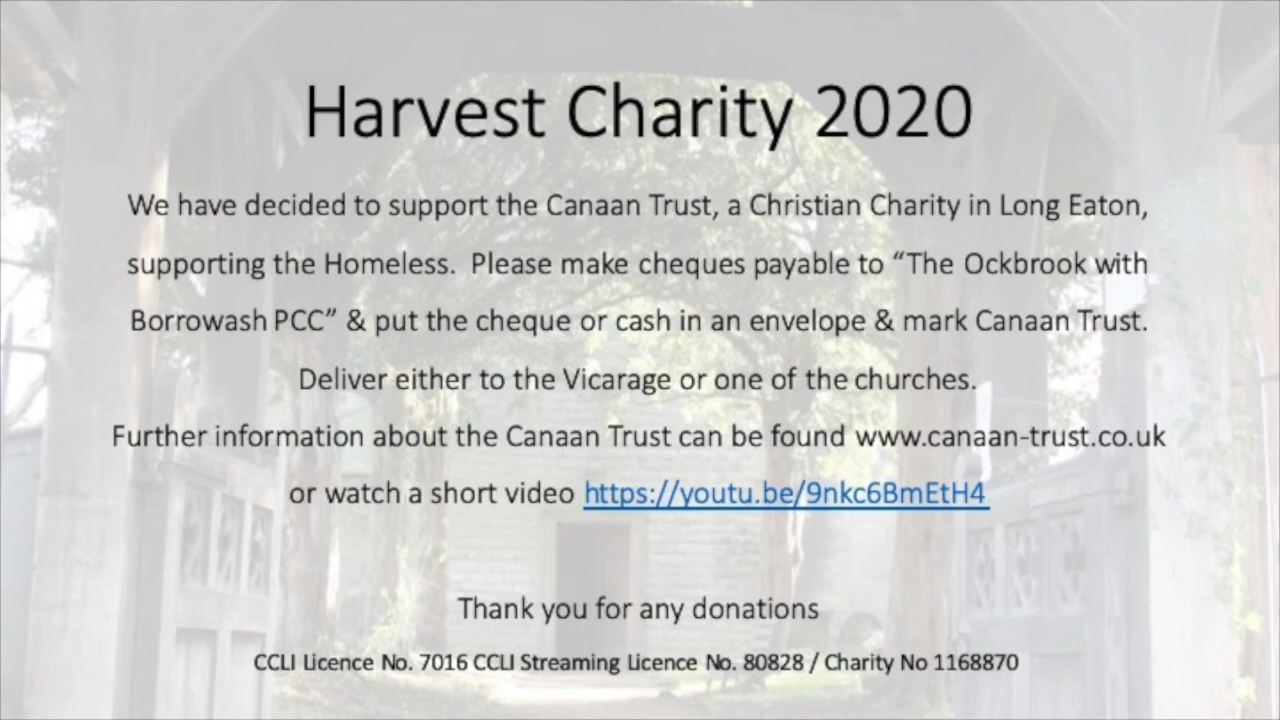 Harvest Charity 2020
We have decided to support the Canaan Trust, a Christian Charity in Long Eaton,
supporting the Homeless.  Please make cheques payable to “The Ockbrook with
Borrowash PCC” & put the cheque or cash in an envelope & mark Canaan Trust.
Deliver either to the Vicarage or one of the churches.
Further information about the Canaan Trust can be found www.canaan-trust.co.uk
or watch a short video https://youtu.be/9nkc6BmEtH4
Thank you for any donations
CCLI Licence No. 7016 CCLI Streaming Licence No. 80828 / Charity No 1168870